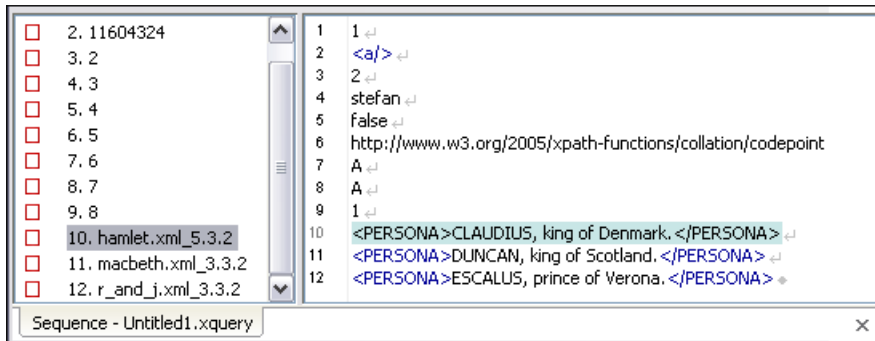 2. 11604324
3. 2
4. 3
5. 4
6. 5
7. 6
8. 7
9. 8
10. hamlet.xml_5.3.2
11. macbeth.xml_3.3.2
12. r_and_j.xml_3.3.2
1 1
2 <a/>
3 2
4 stefan
5 false
6 http://www.w3.org/2005/xpath-functions/collation/codepoint
7 A
8 A
9 1
10 <PERSONA>CLAUDIUS, king of Denmark.</PERSONA>
11 <PERSONA>DUNCAN, king of Scotland.</PERSONA>
12 <PERSONA>ESCALUS, prince of Verona.</PERSONA>
Sequence - Untitled1.xquery